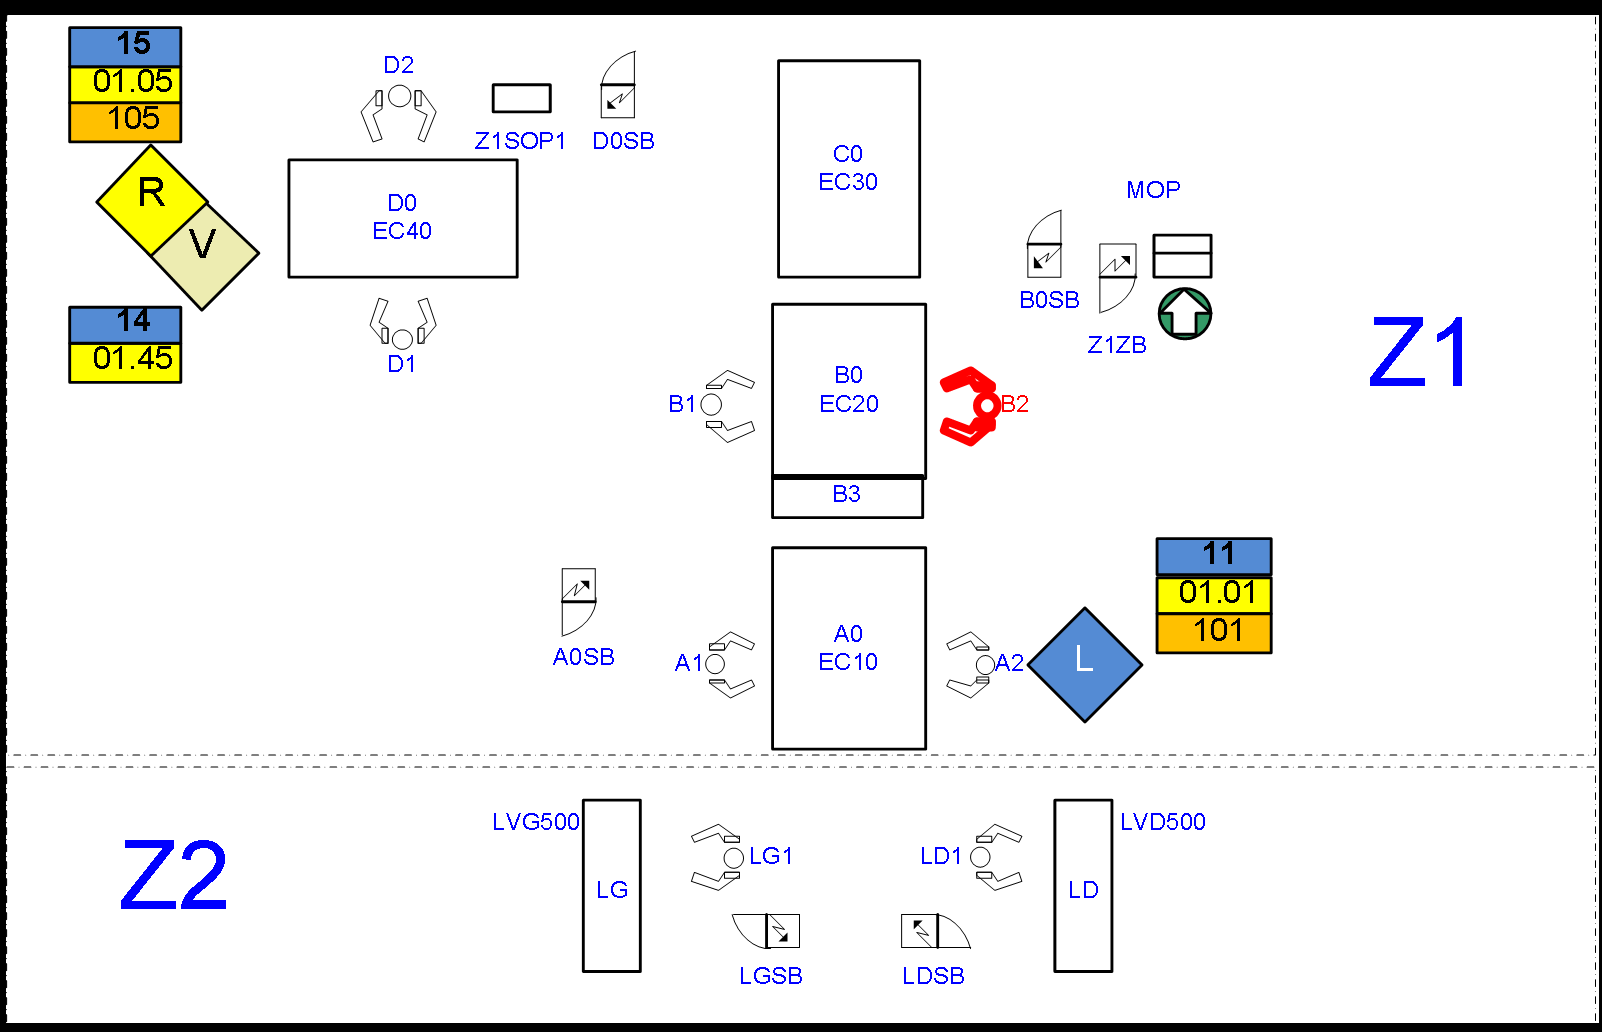 15
01.05
105
R
V
14
01.45
D2
Z1SOP1
D0SB
D0
EC40
D1
C0
EC30
MOP
B0SB
Z1ZB
Z1
B1
B0
EC20
B2
B3
A0SB
A1
A0
EC10
A2
L
11
01.01
101
Z2
LVG500
LG
LG1
LGSB
LD1
LDSB
LD
LVD500